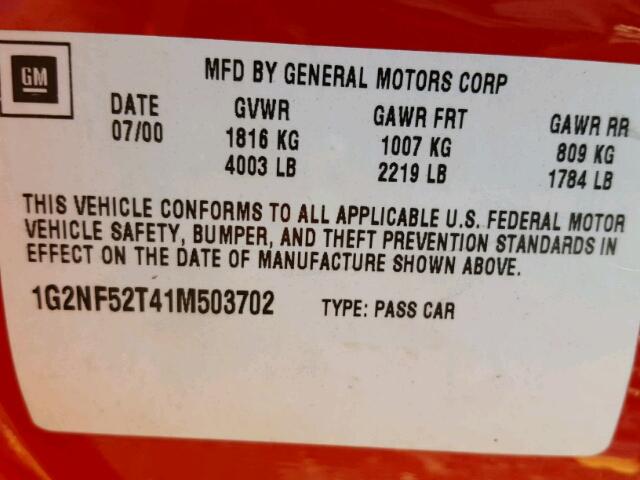 GM
MFD BY GENERAL MOTORS CORP
DATE GVWR GAWR FRT GAWR RR
07/00 1816 KG 1007 KG 809 KG
4003 LB 2219 LB 1784 LB
THIS VEHICLE CONFORMS TO ALL APPLICABLE U.S. FEDERAL MOTOR
VEHICLE SAFETY, BUMPER, AND THEFT PREVENTION STANDARDS IN
EFFECT ON THE DATE OF MANUFACTURE SHOWN ABOVE.
1G2NF52T41M503702 TYPE: PASS CAR